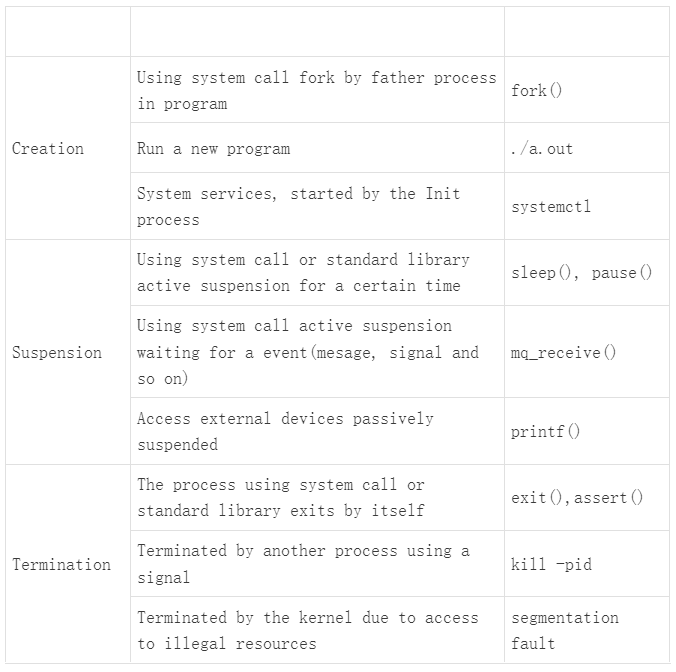 Creation
Using system call fork by father process
in program
fork()
Run a new program
./a.out
System services, started by the Init
process
systemctl
Suspension
Using system call or standard library
active suspension for a certain time
sleep(), pause()
Using system call active suspension
waiting for a event(mesage, signal and
so on)
mq_receive()
Access external devices passively
suspended
printf()
Termination
The process using system call or
standard library exits by itself
exit(),assert()
Terminated by another process using a
signal
kill -pid
Terminated by the kernel due to access
to illegal resources
segmentation
fault